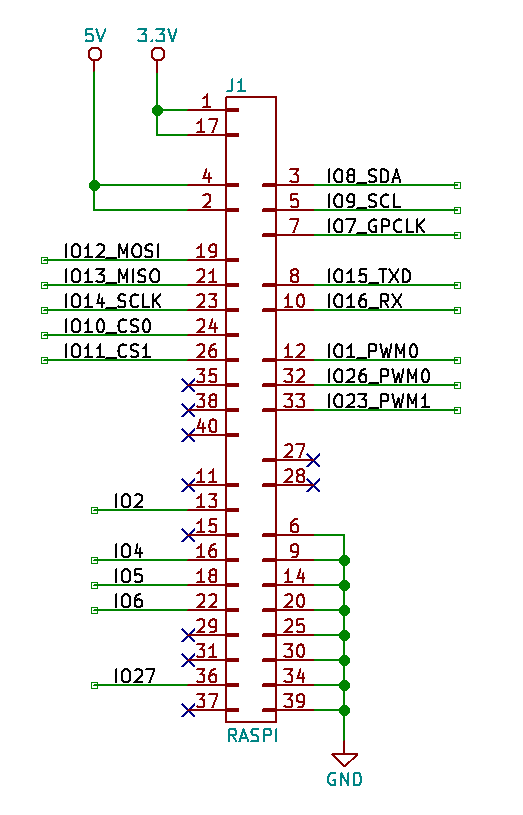 5V 3.3V
J1
1
17
4 3 IO8_SDA
2 5 IO9_SCL
7 IO7_GPCLK
IO12_MOSI 19
IO13_MISO 21 8 IO15_TXD
IO14_SCLK 23 10 IO16_RX
IO10_CS0 24
IO11_CS1 26 12 IO1_PWM0
35 32 IO26_PWM0
38 33 IO23_PWM1
40
27
11 28
IO2 13
15 6
IO4 16 9
IO5 18 14
IO6 22 20
29 25
31 30
IO27 36 34
37 39
RASPI
GND